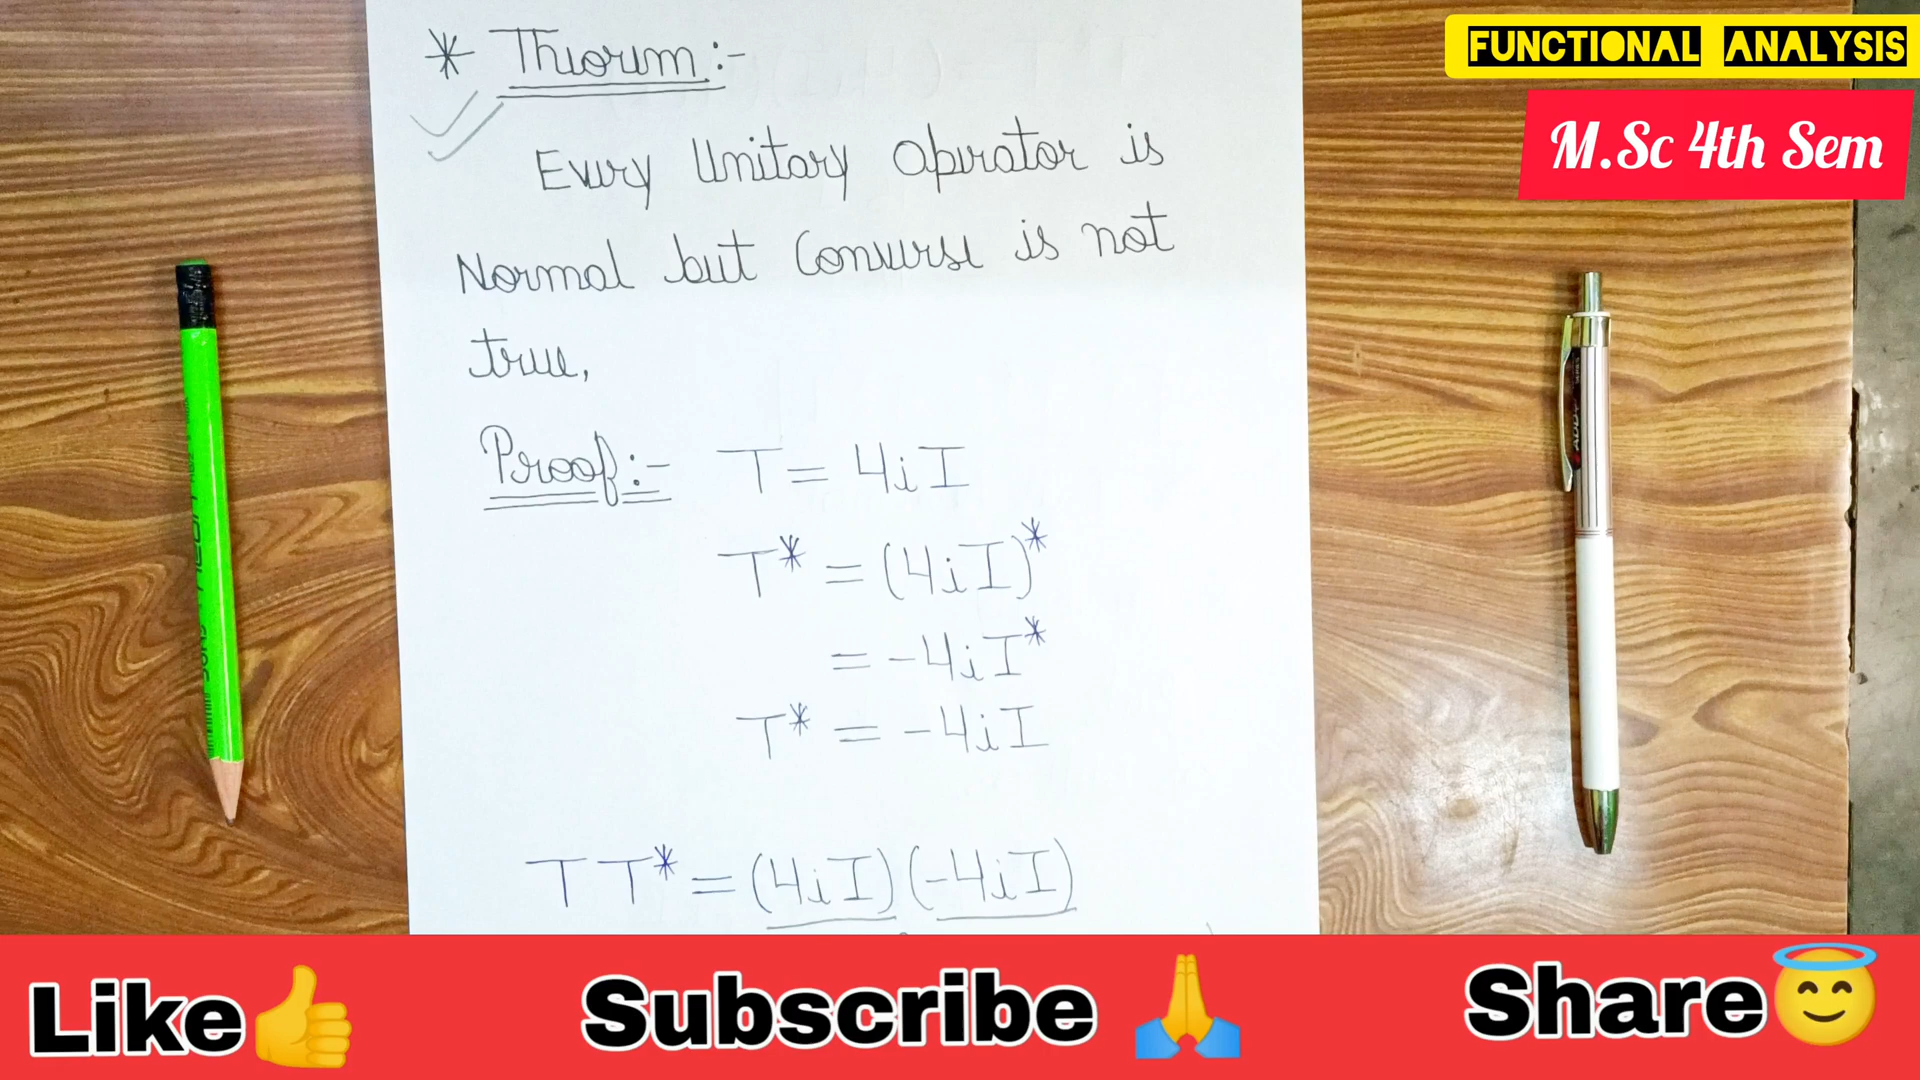 * Theorem :-
Every Unitary Operator is
Normal but Converse is not
true,
Proof :- T = 4iI
T* = (4iI)*
= -4iI*
T* = -4iI
TT* = (4iI)(-4iI)
FUNCTIONAL ANALYSIS
M.Sc 4th Sem
Like👍 Subscribe 🙏 Share😇